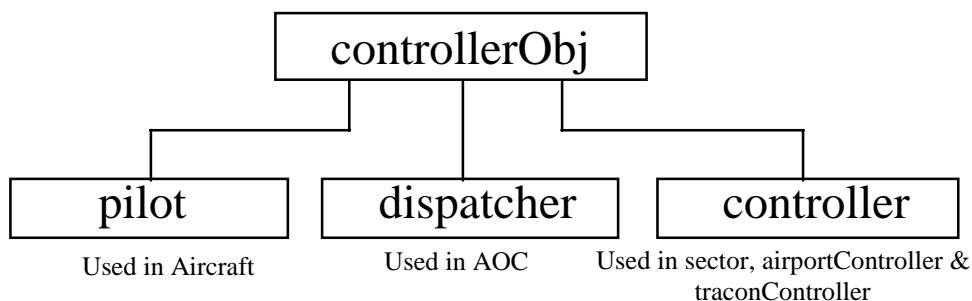 controllerObj
pilot
dispatcher
controller
Used in Aircraft
Used in AOC
Used in sector, airportController &
traconController